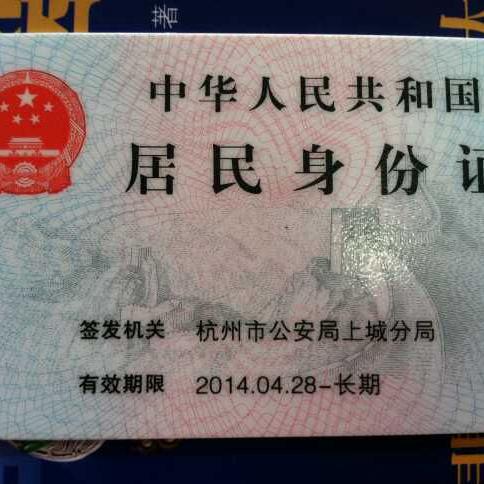 著
中华人民共和国
居民身份证
签发机关 杭州市公安局上城分局
有效期限 2014.04.28-长期